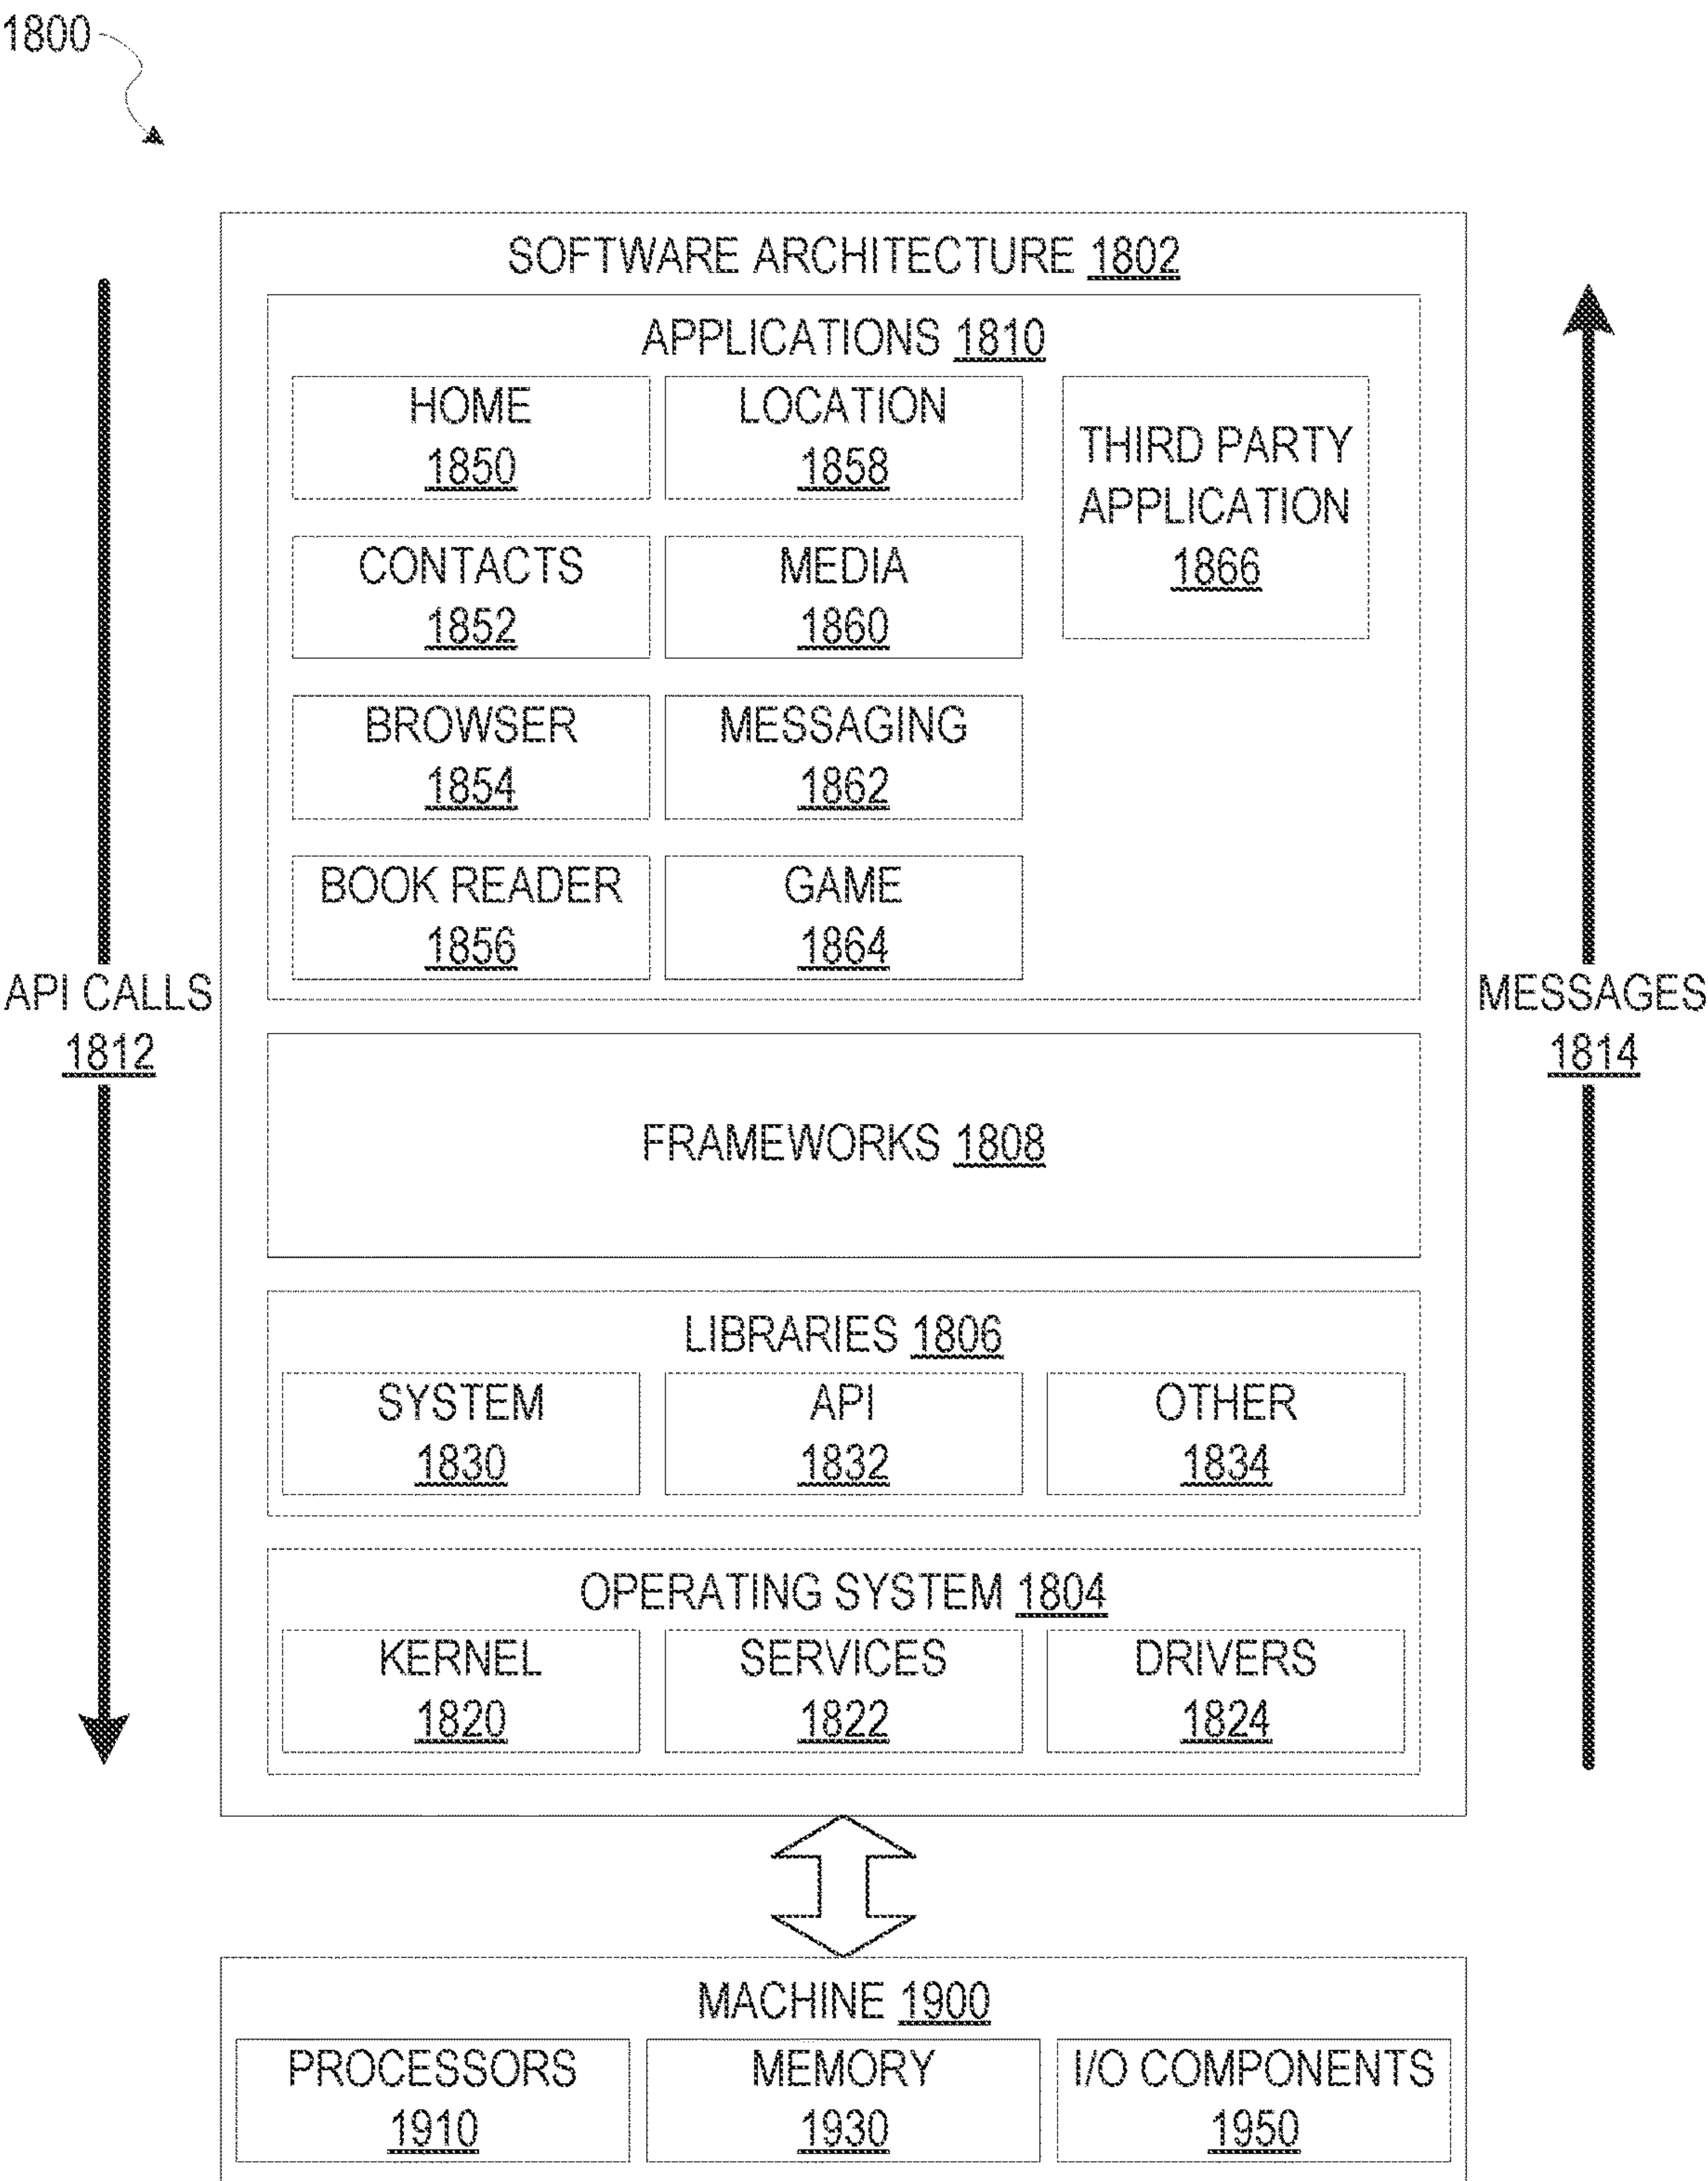 1800
SOFTWARE ARCHITECTURE 1802
APPLICATIONS 1810
HOME
1850
LOCATION
1858
THIRD PARTY
APPLICATION
1866
CONTACTS
1852
MEDIA
1860
BROWSER
1854
MESSAGING
1862
BOOK READER
1856
GAME
1864
API CALLS
1812
MESSAGES
1814
FRAMEWORKS 1808
LIBRARIES 1806
SYSTEM
1830
API
1832
OTHER
1834
OPERATING SYSTEM 1804
KERNEL
1820
SERVICES
1822
DRIVERS
1824
MACHINE 1900
PROCESSORS
1910
MEMORY
1930
I/O COMPONENTS
1950